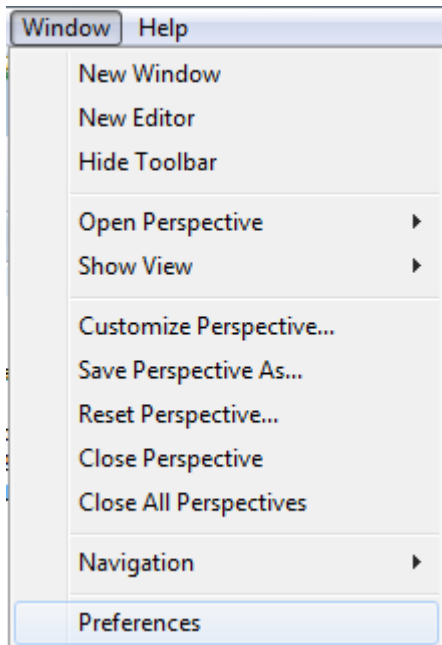 Window Help
New Window
New Editor
Hide Toolbar
Open Perspective
Show View
Customize Perspective...
Save Perspective As...
Reset Perspective...
Close Perspective
Close All Perspectives
Navigation
Preferences